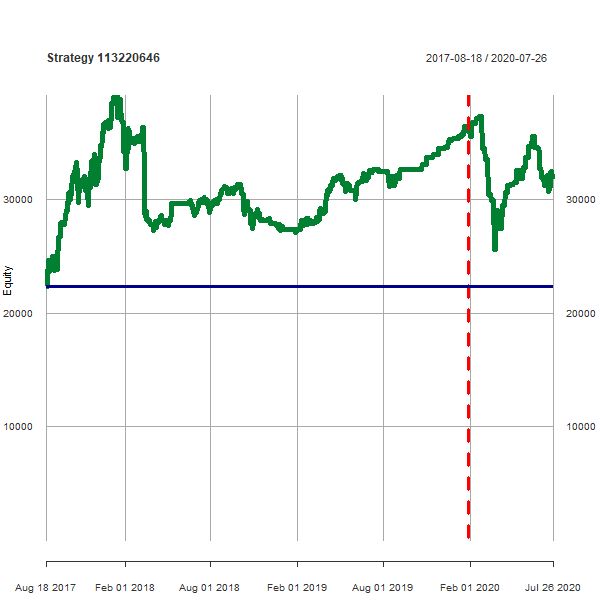 Strategy 113220646
2017-08-18 / 2020-07-26
30000
30000
Equity
20000
20000
10000
10000
Aug 18 2017
Feb 01 2018
Aug 01 2018
Feb 01 2019
Aug 01 2019
Feb 01 2020
Jul 26 2020